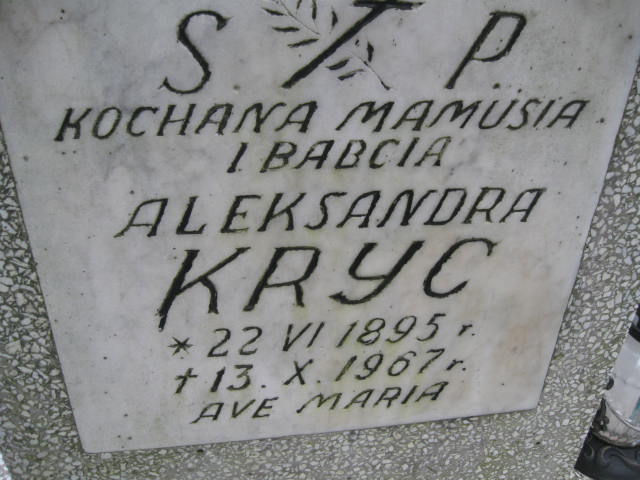 S. † P.
KOCHANA MAMUSIA
I BABCIA
ALEKSANDRA
KRYC
* 22 VI 1895 r.
† 13. X. 1967 r.
AVE MARIA